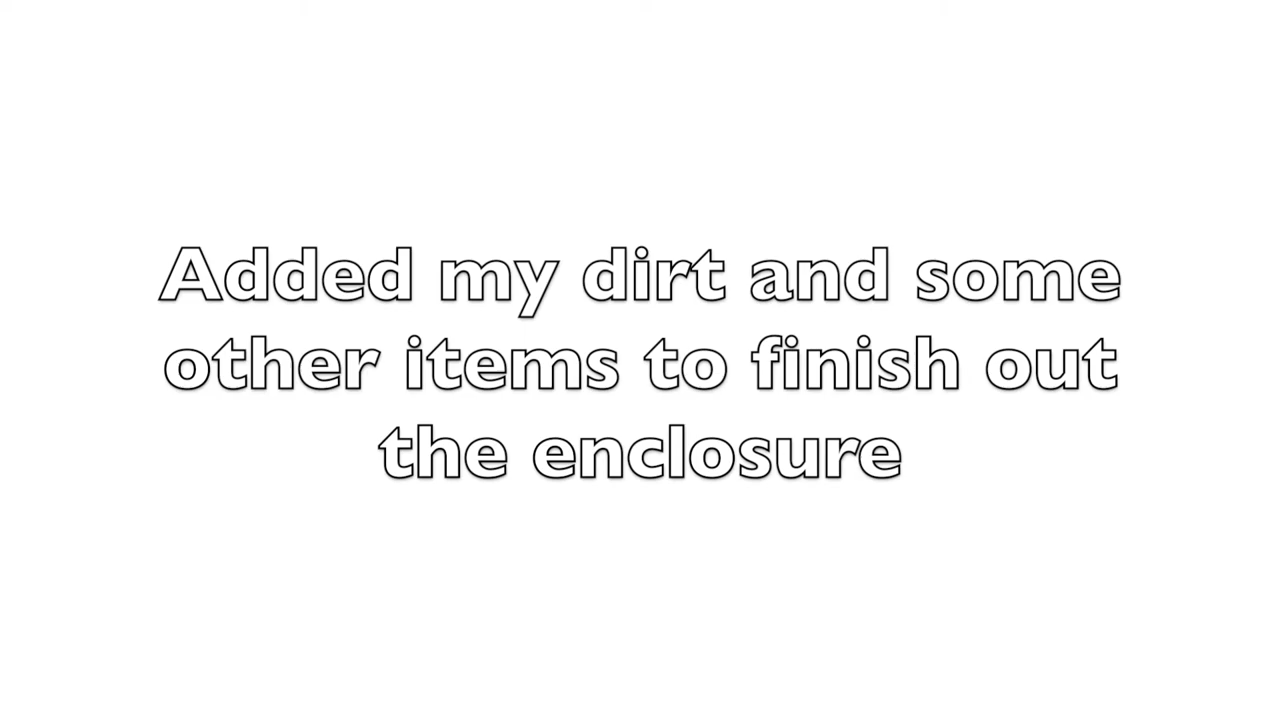 Added my dirt and some
other items to finish out
the enclosure